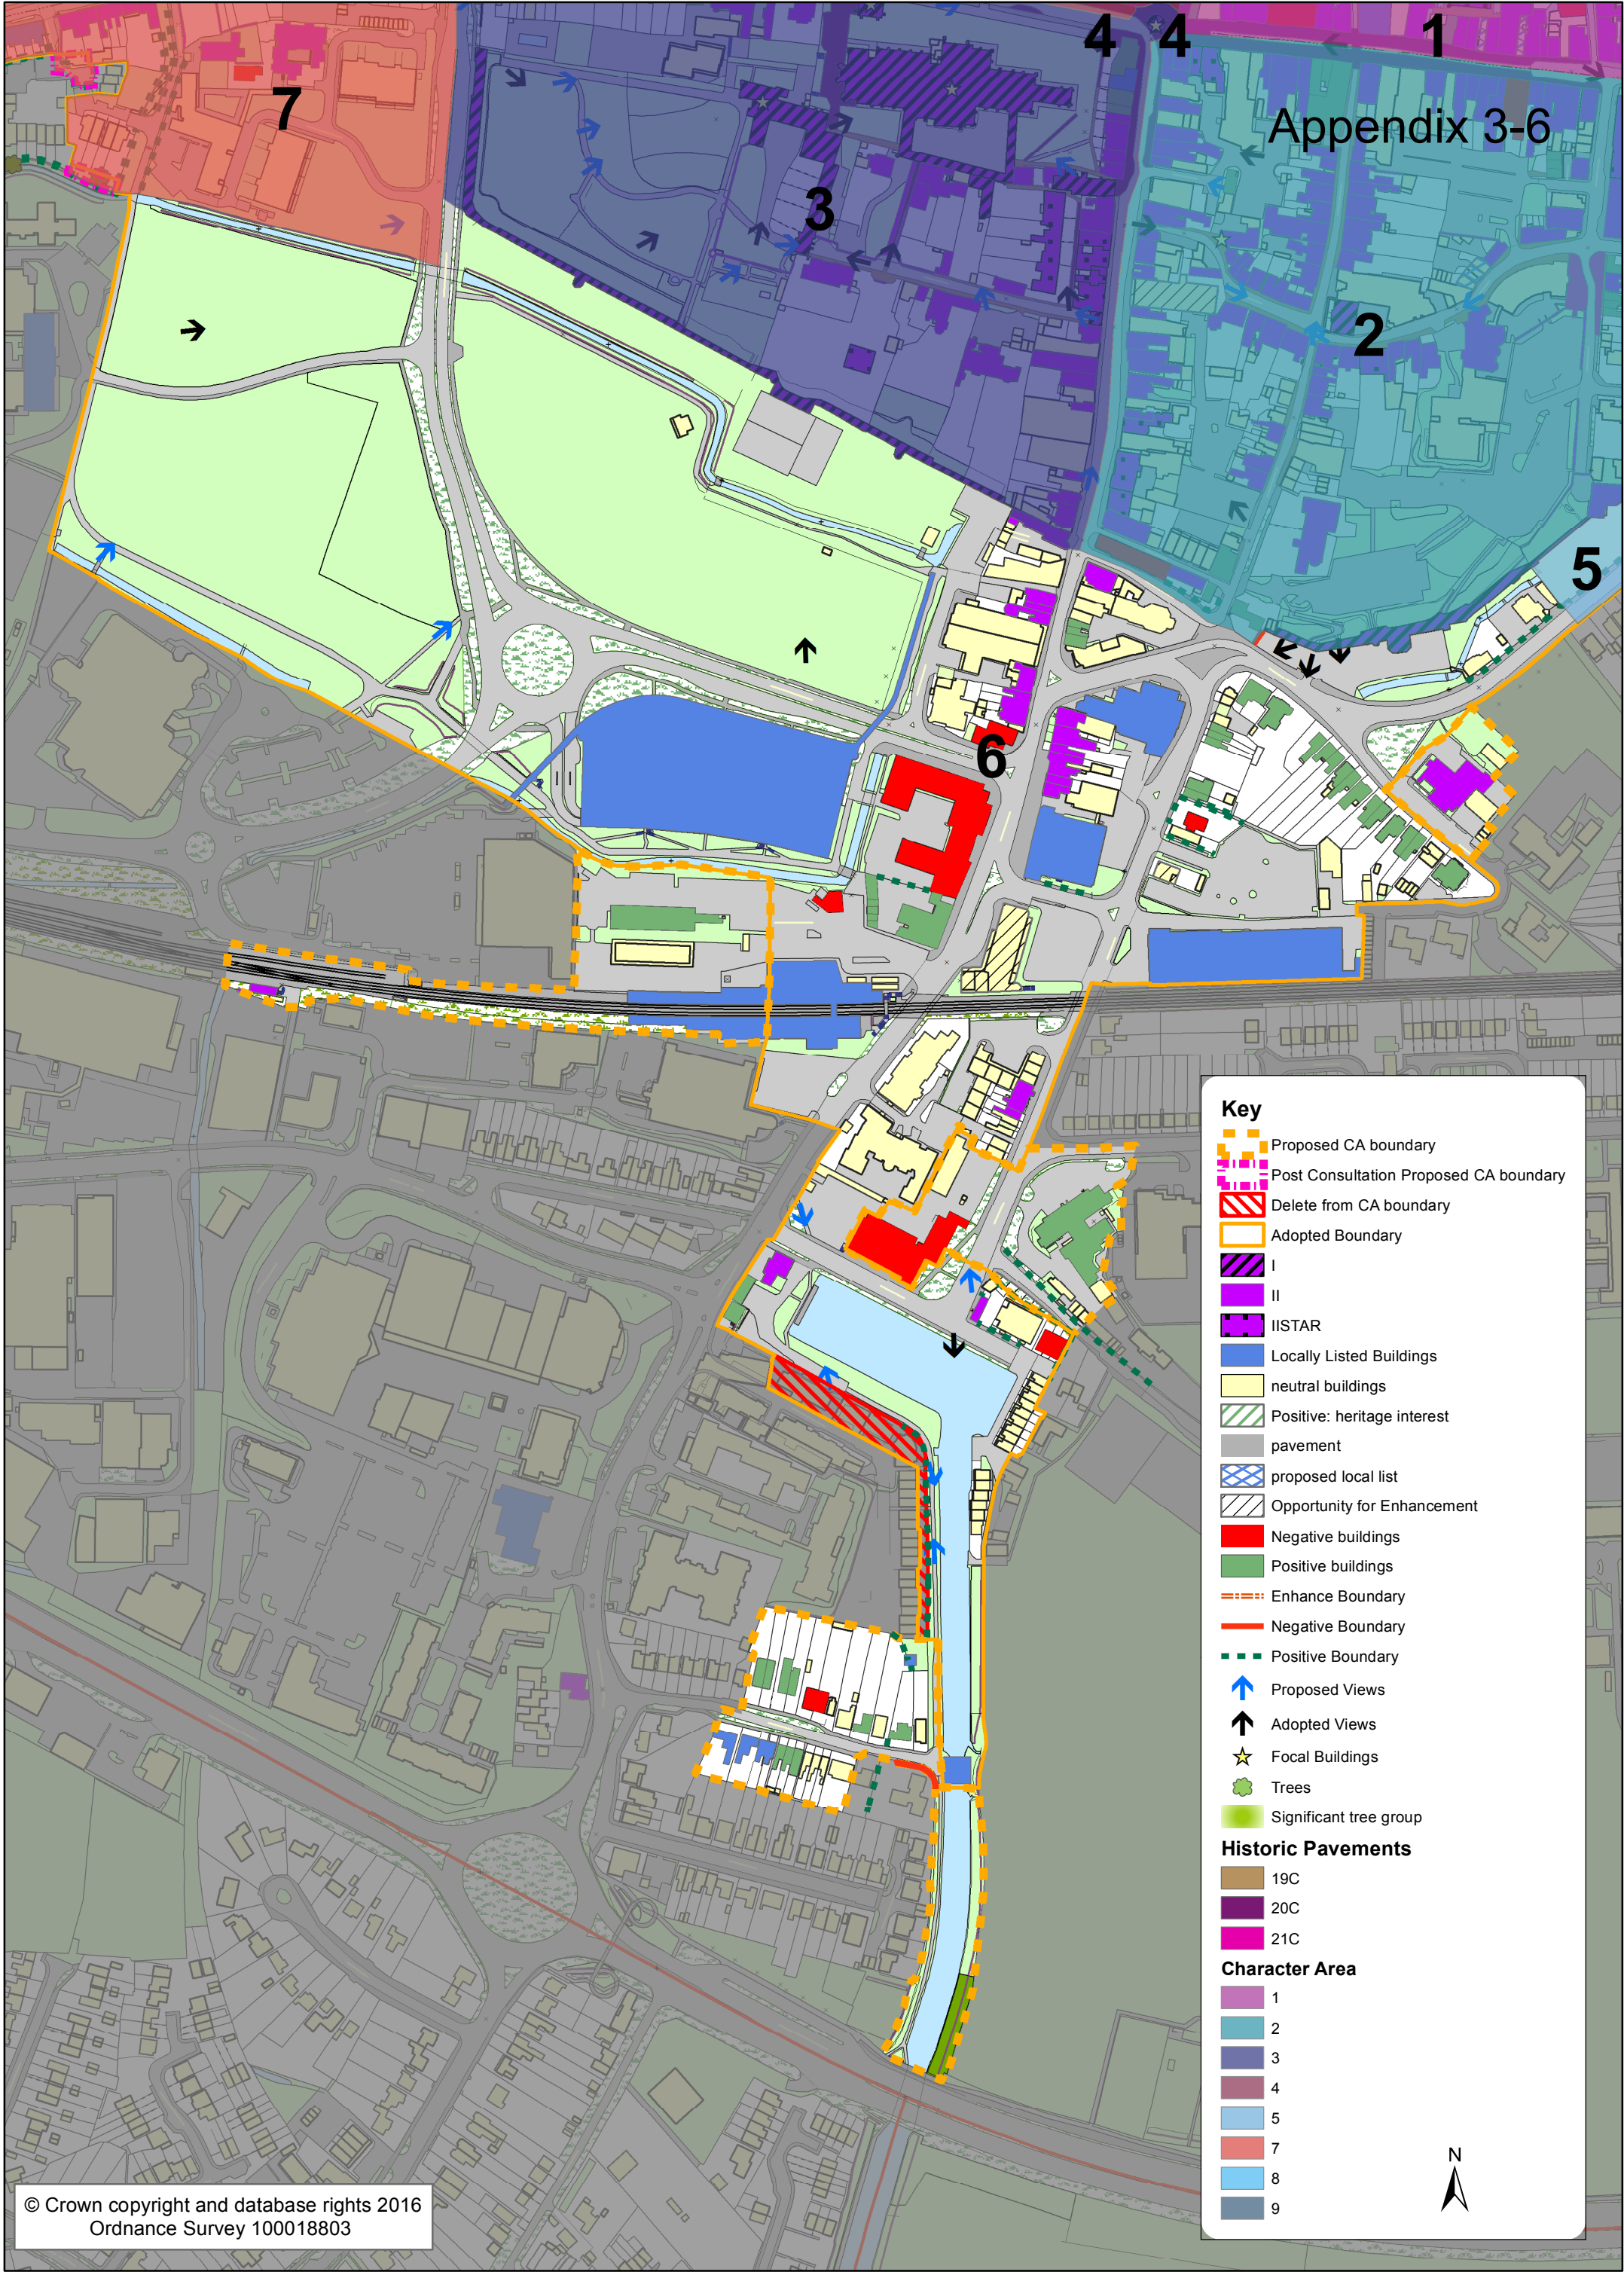 4 4 1
7
Appendix 3-6
3
2
5
6
Key
Proposed CA boundary
Post Consultation Proposed CA boundary
Delete from CA boundary
Adopted Boundary
I
II
IISTAR
Locally Listed Buildings
neutral buildings
Positive: heritage interest
pavement
proposed local list
Opportunity for Enhancement
Negative buildings
Positive buildings
Enhance Boundary
Negative Boundary
Positive Boundary
Proposed Views
Adopted Views
Focal Buildings
Trees
Significant tree group
Historic Pavements
19C
20C
21C
Character Area
1
2
3
4
5
7
8
9
N
© Crown copyright and database rights 2016
Ordnance Survey 100018803